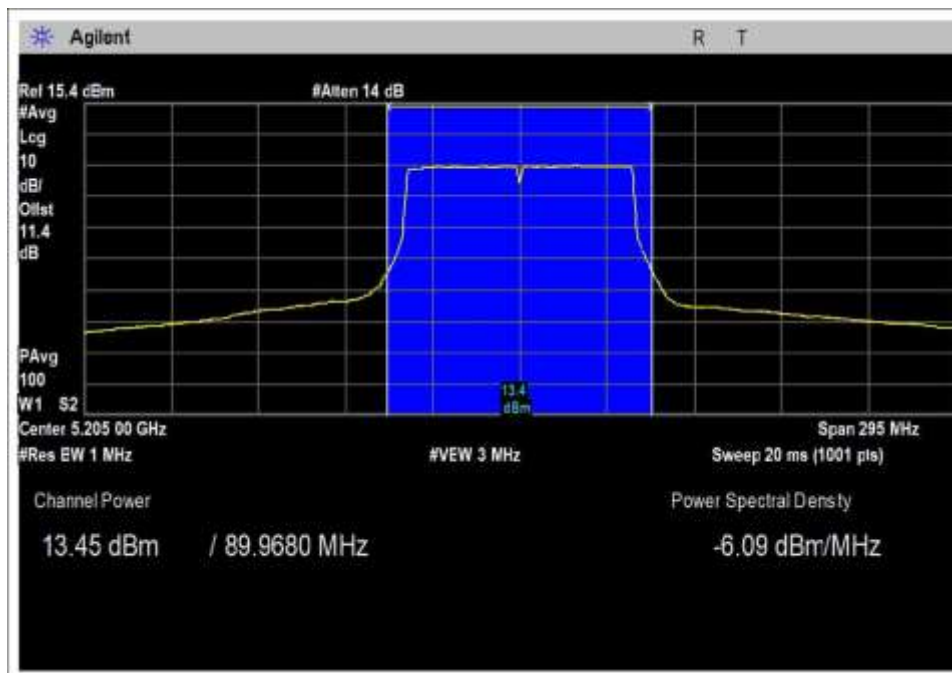 Agilent
R T
Ref 15.4 dBm #Atten 14 dB
#Avg
Log
10
dB/
Offst
11.4
dB
13.4
dBm
PAvg
100
W1 S2
Center 5.205 00 GHz Span 295 MHz
#Res BW 1 MHz #VBW 3 MHz Sweep 20 ms (1001 pts)
Channel Power Power Spectral Density
13.45 dBm / 89.9680 MHz -6.09 dBm/MHz